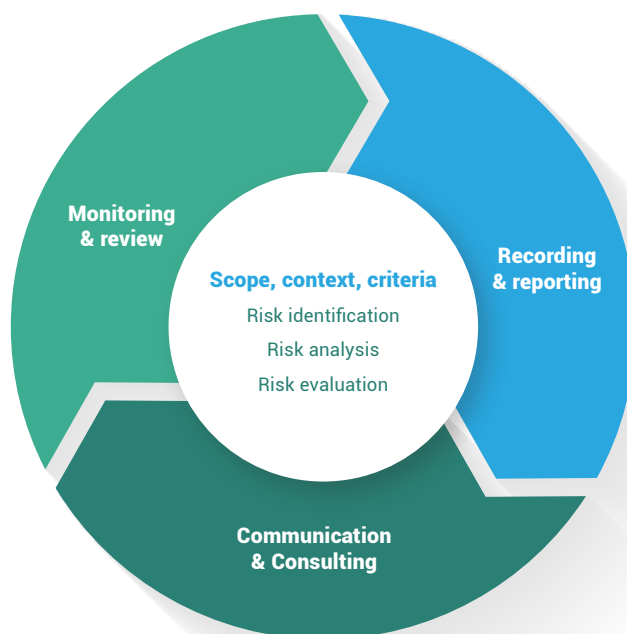 Monitoring
& review
Scope, context, criteria
Risk identification
Risk analysis
Risk evaluation
Recording
& reporting
Communication
& Consulting